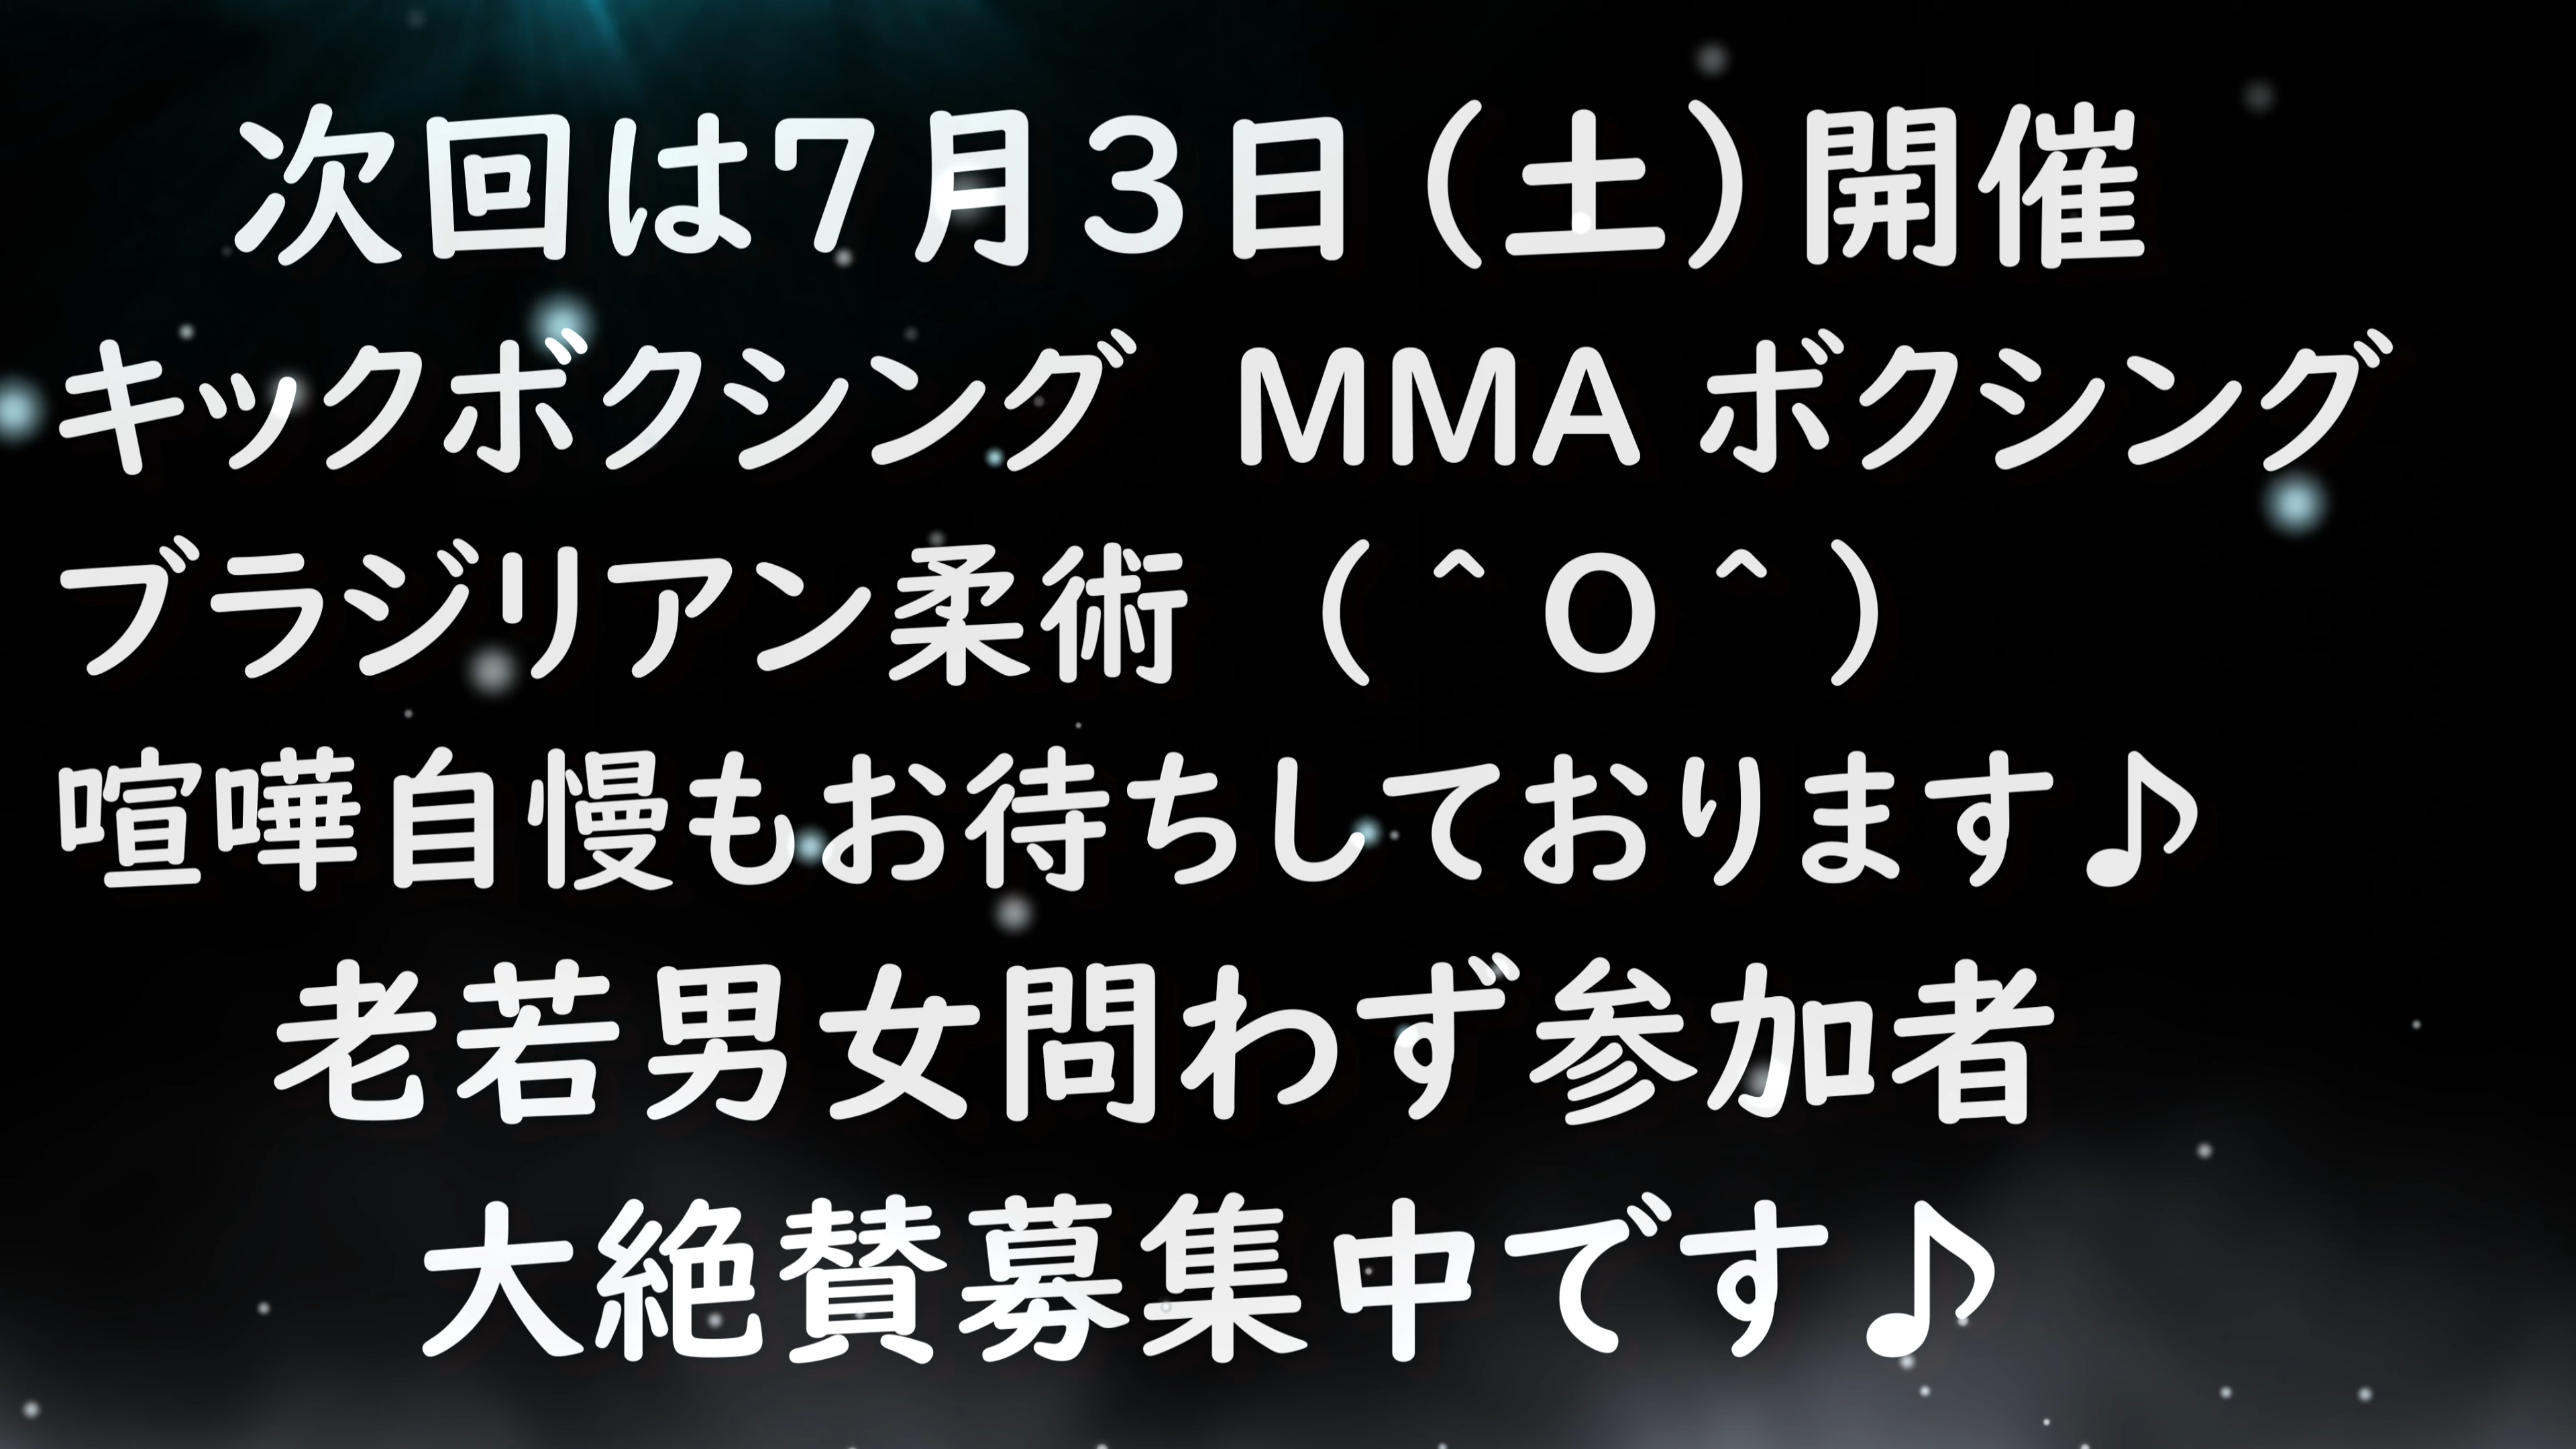 次回は７月３日（土）開催
キックボクシング　MMA ボクシング
ブラジリアン柔術　（＾Ｏ＾）
喧嘩自慢もお待ちしております♪
老若男女問わず参加者
大絶賛募集中です♪